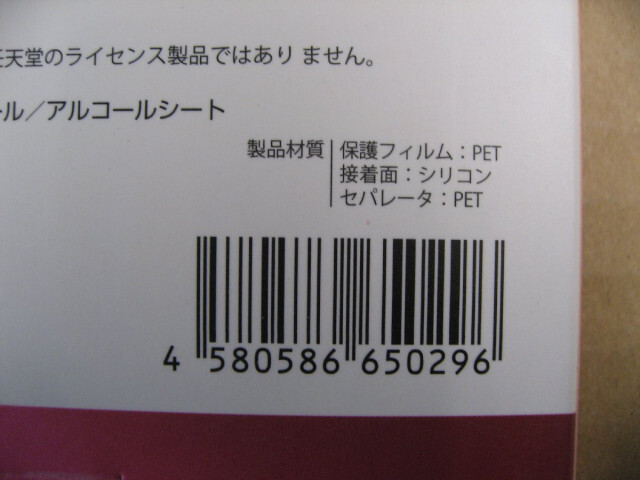 任天堂のライセンス製品ではあり ません。
ール／アルコールシート
製品材質 保護フィルム：PET
接着面：シリコン
セパレータ：PET
4 580586 650296